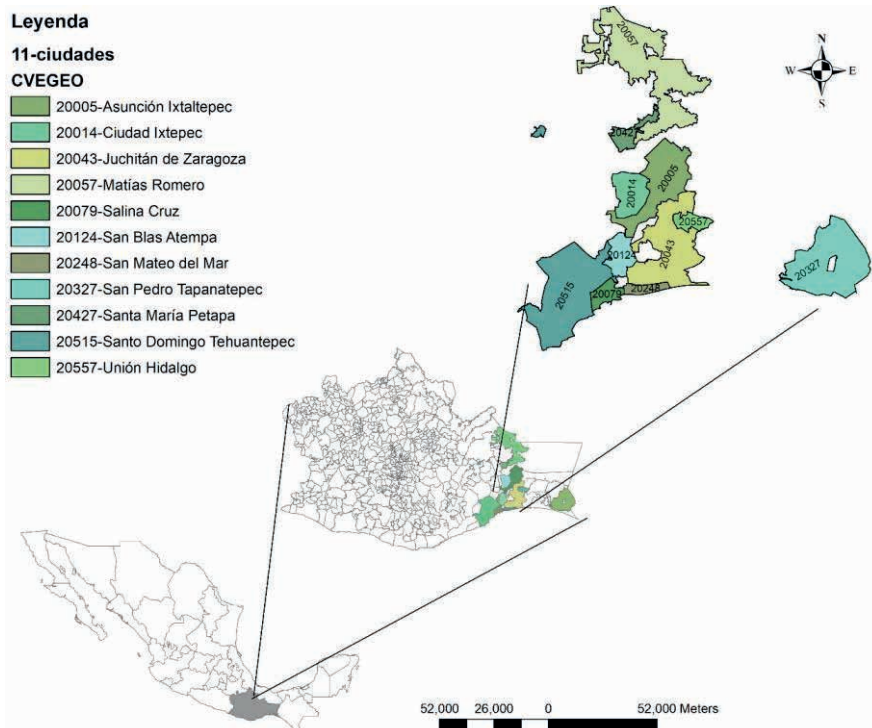 Leyenda
11-ciudades
CVEGEO
20005-Asunción Ixtaltepec
20014-Ciudad Ixtepec
20043-Juchitán de Zaragoza
20057-Matías Romero
20079-Salina Cruz
20124-San Blas Atempa
20248-San Mateo del Mar
20327-San Pedro Tapanatepec
20427-Santa María Petapa
20515-Santo Domingo Tehuantepec
20557-Unión Hidalgo
20057
N
W E
S
20427
20005
20014
20557
20124
20043
20327
20515
20079
20248
52,000 26,000 0 52,000 Meters